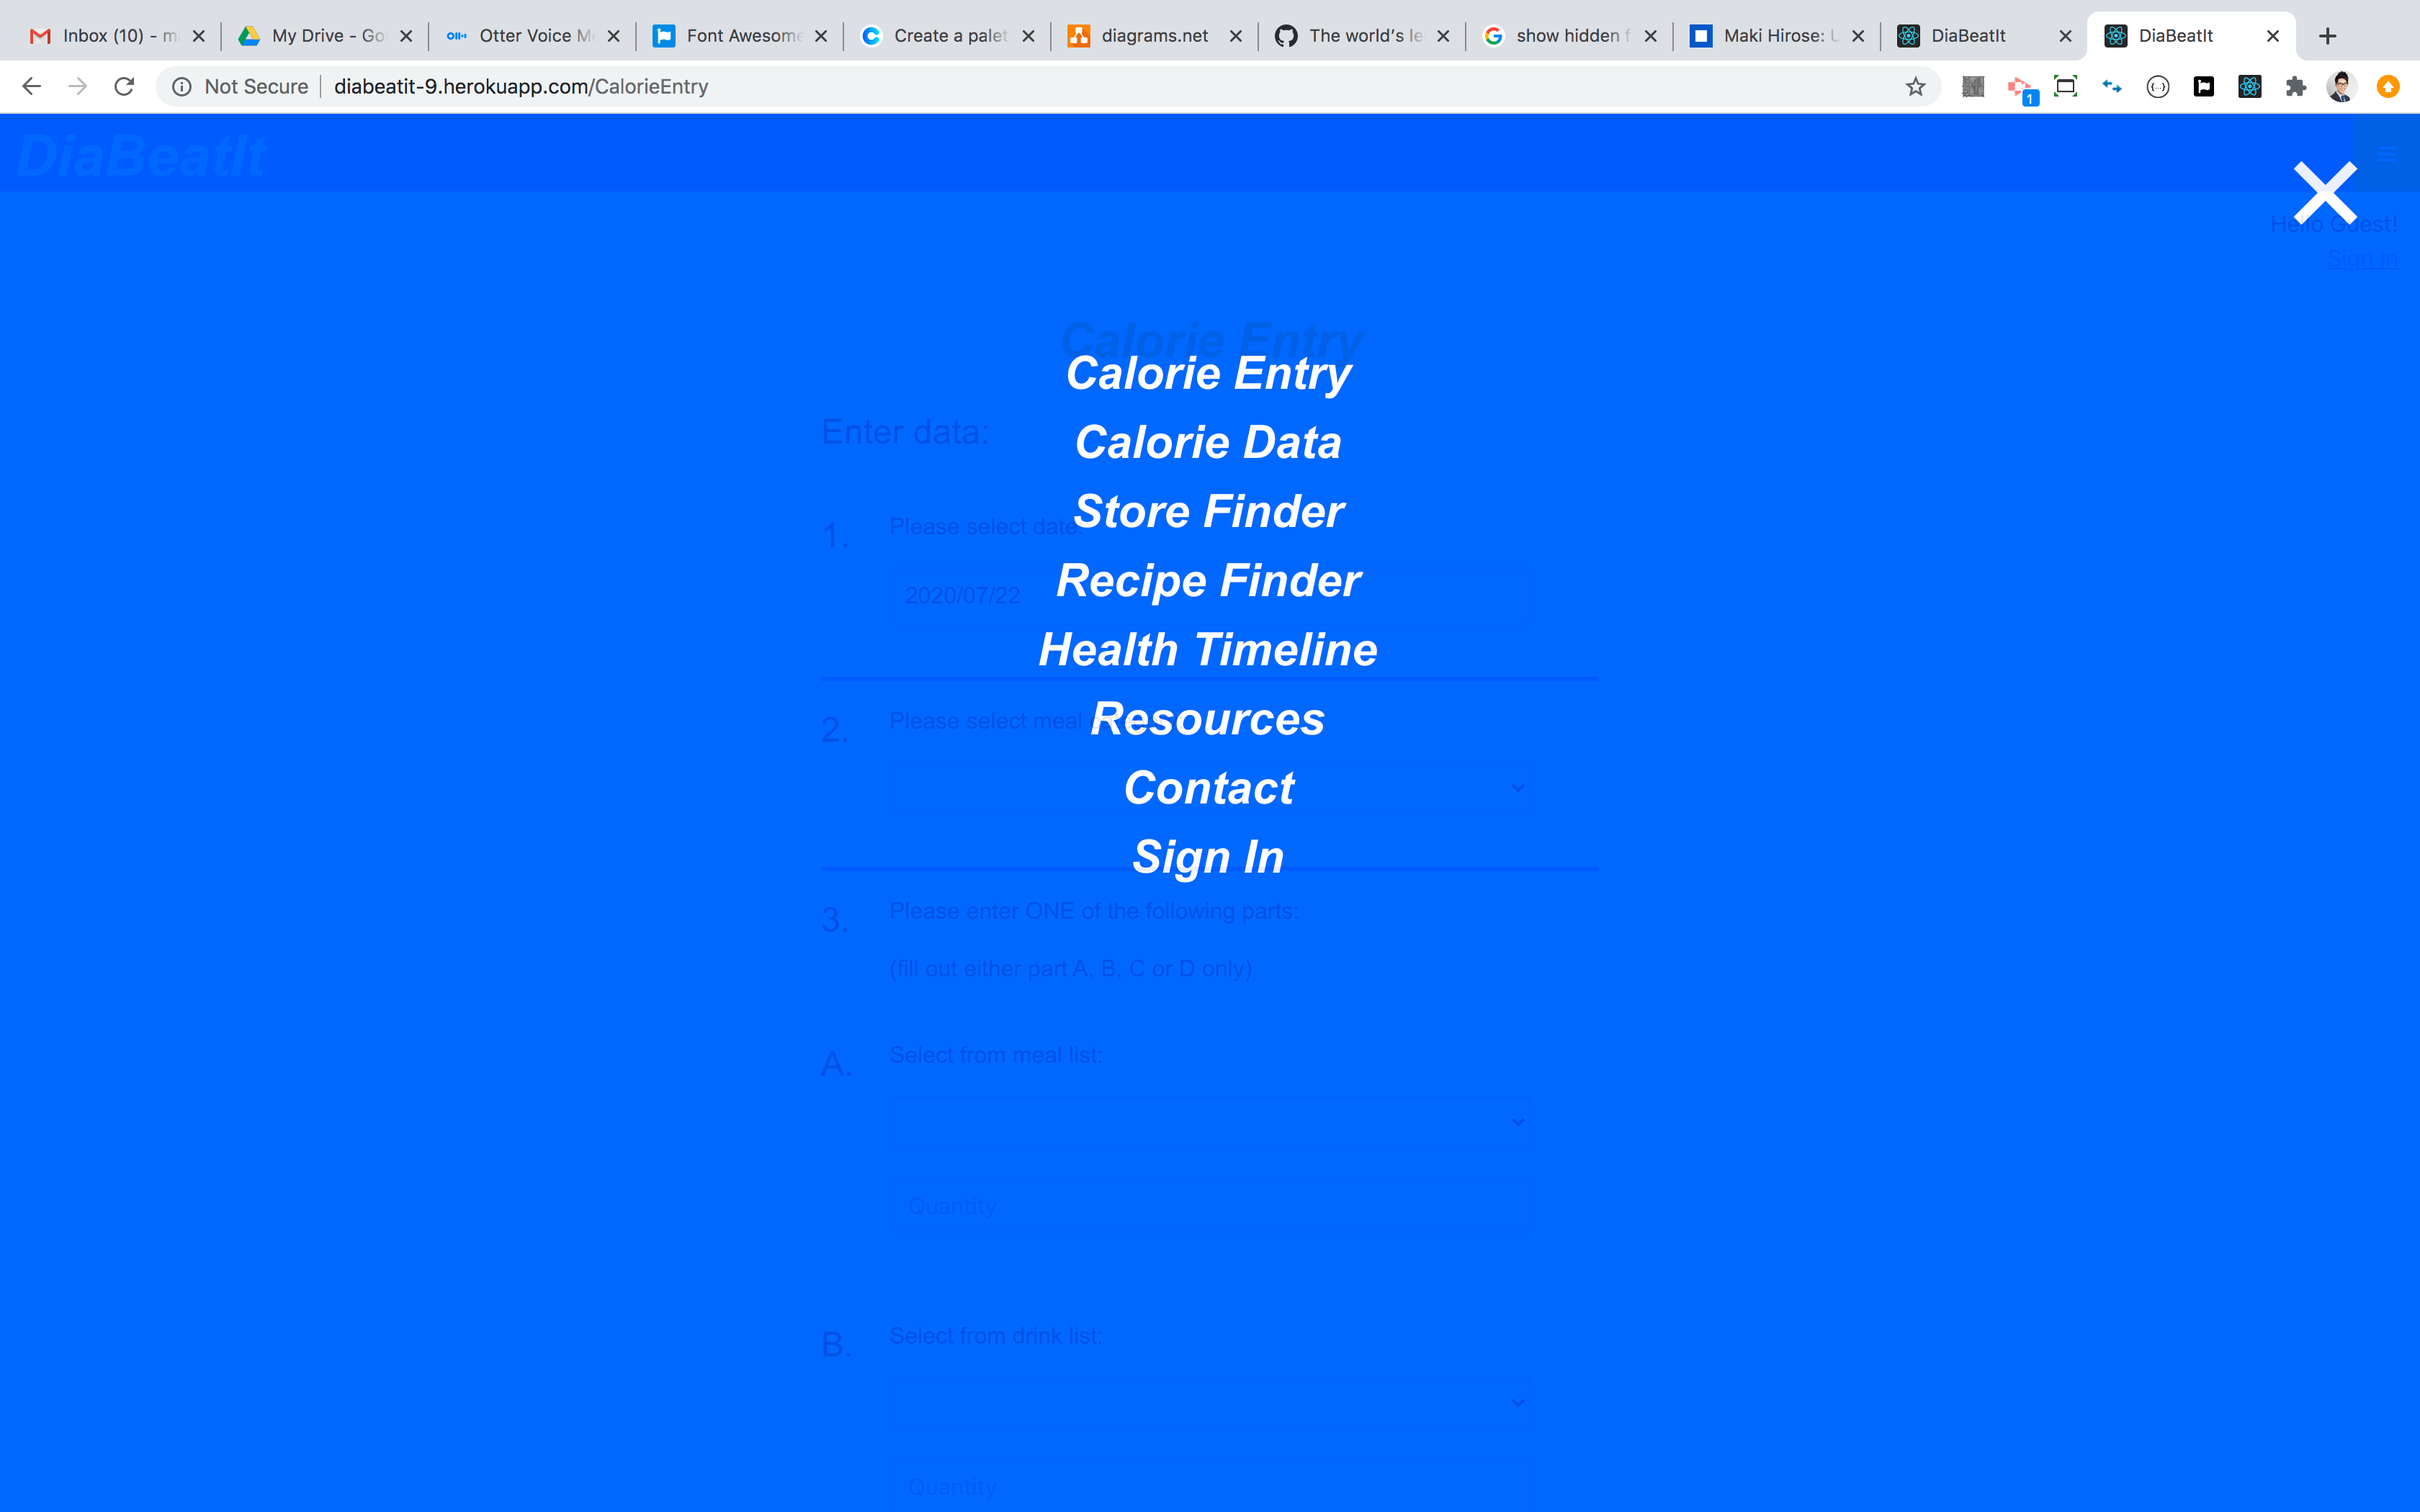 Inbox (10) - m
My Drive - Go
Otter Voice M
Font Awesome
Create a palet
diagrams.net
The world's le
show hidden f
Maki Hirose: U
DiaBeatIt
DiaBeatIt
Not Secure
diabeatit-9.herokuapp.com/CalorieEntry
1
DiaBeatIt
Hello Guest!
Sign In
Calorie Entry
Calorie Entry
Enter data:
Calorie Data
Store Finder
1. Please select date:
Recipe Finder
2020/07/22
Health Timeline
Resources
2. Please select meal
Contact
Sign In
3. Please enter ONE of the following parts:
(fill out either part A, B, C or D only)
A. Select from meal list:
Quantity
B. Select from drink list:
Quantity